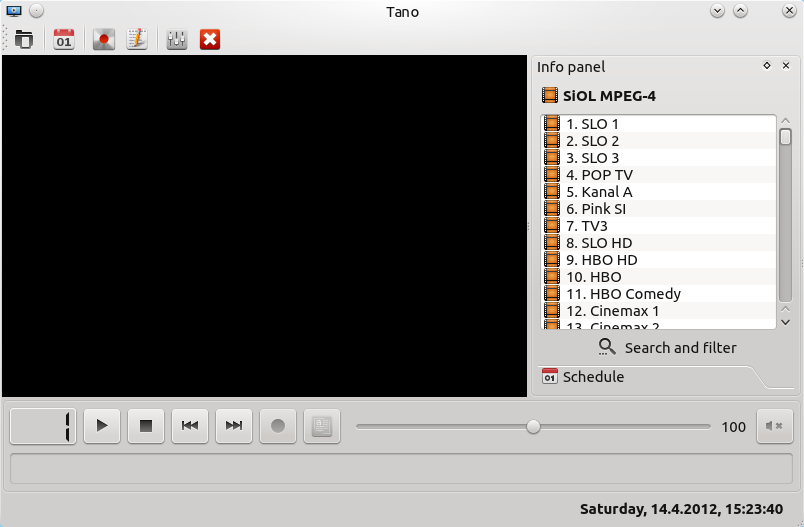 Tano
01
Info panel
SiOL MPEG-4
1. SLO 1
2. SLO 2
3. SLO 3
4. POP TV
5. Kanal A
6. Pink SI
7. TV3
8. SLO HD
9. HBO HD
10. HBO
11. HBO Comedy
12. Cinemax 1
13. Cinemax 2
Search and filter
01 Schedule
100
Saturday, 14.4.2012, 15:23:40